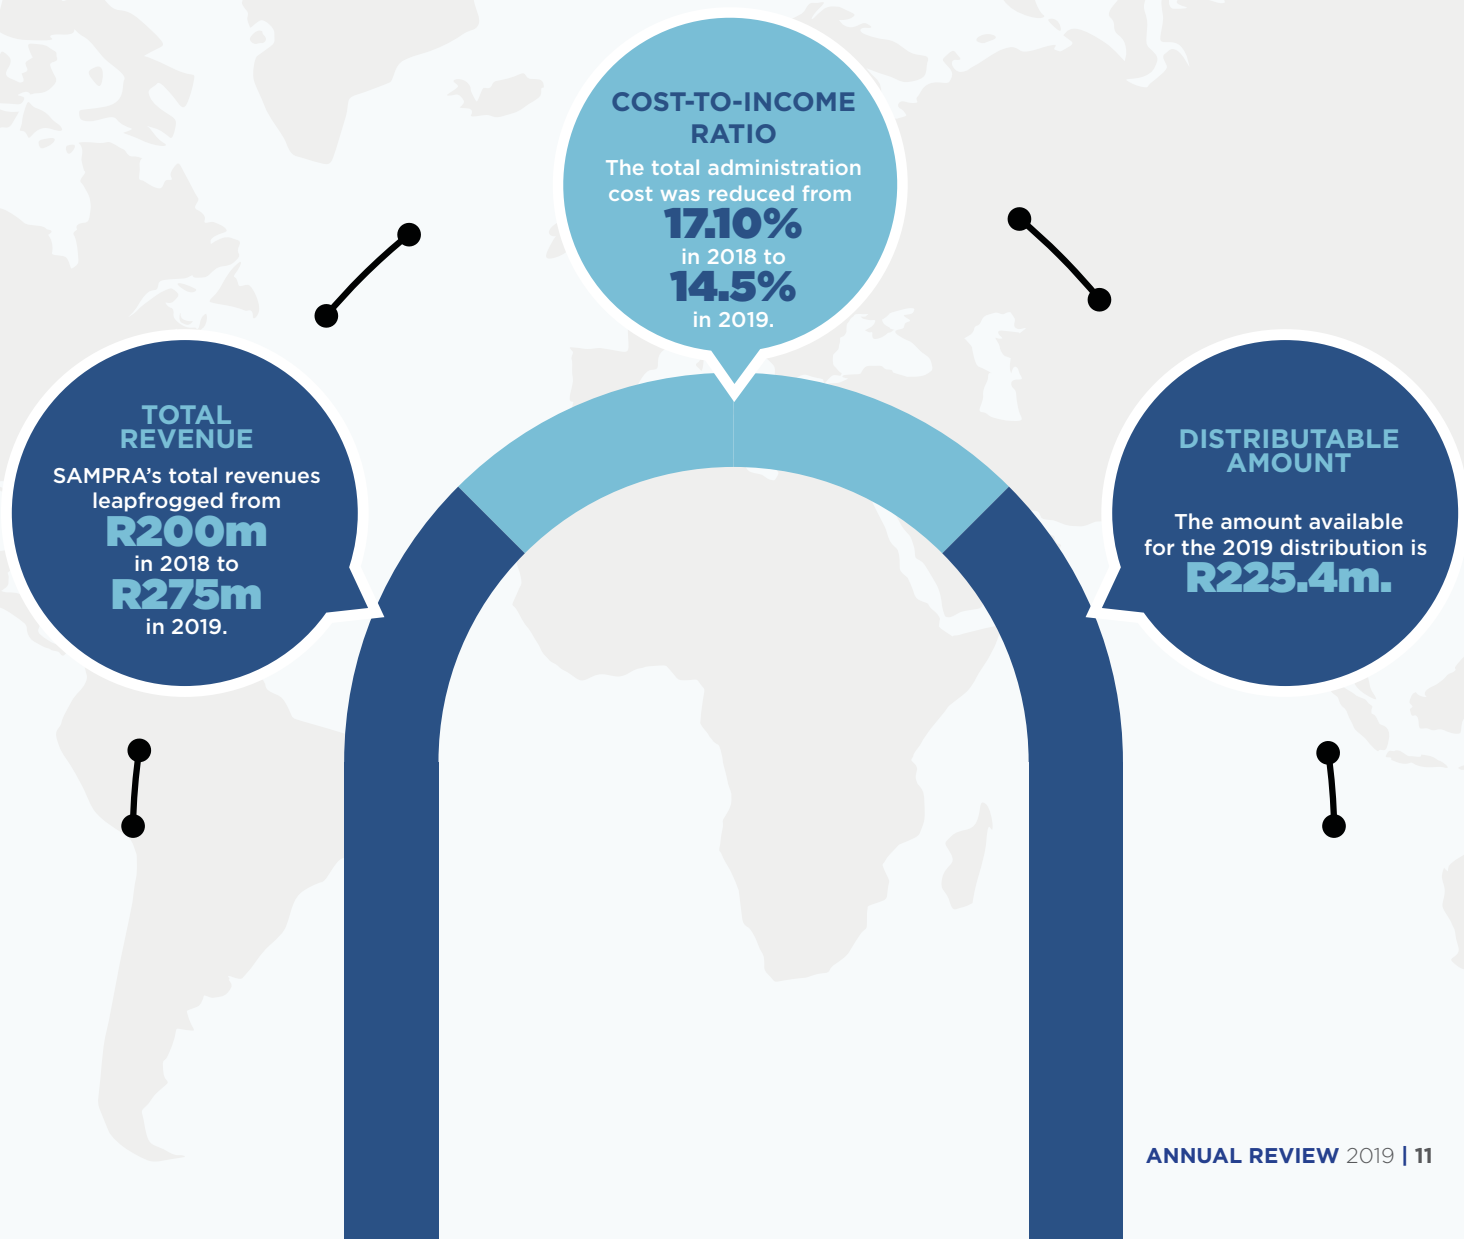 COST-TO-INCOME
RATIO
The total administration
cost was reduced from
17.10%
in 2018 to
14.5%
in 2019.
TOTAL
REVENUE
SAMPRA’s total revenues
leapfrogged from
R200m
in 2018 to
R275m
in 2019.
DISTRIBUTABLE
AMOUNT
The amount available
for the 2019 distribution is
R225.4m.
ANNUAL REVIEW 2019 | 11